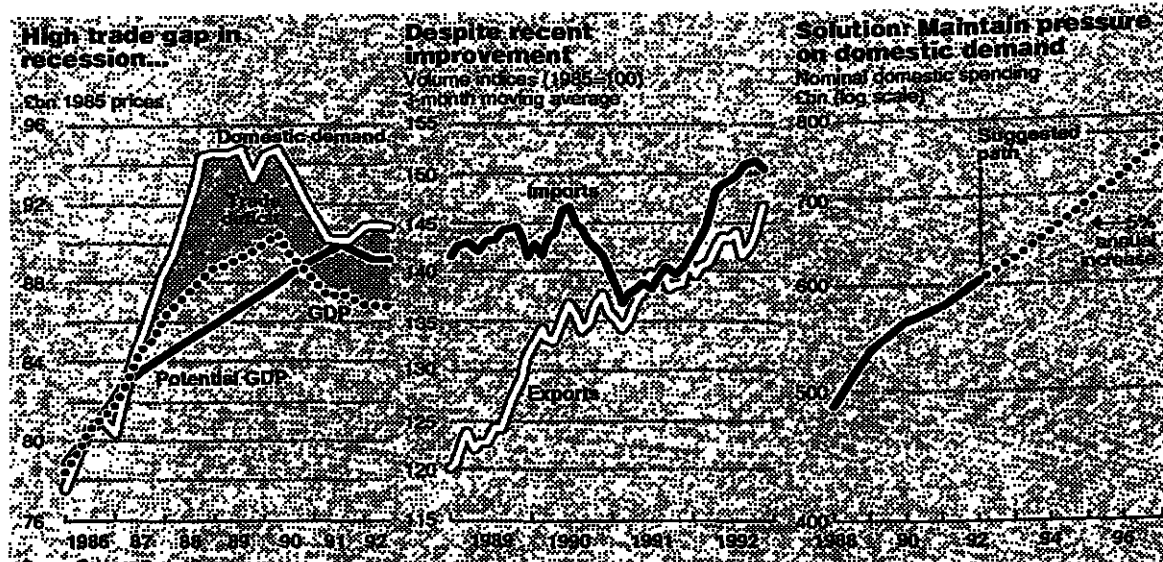 High trade gap in
recession...
£bn 1985 prices
96
92
88
84
80
76
Domestic demand
Trade
deficit
GDP
Potential GDP
1986 87 88 89 90 91 92
Despite recent
improvement
Volume indices (1985=100)
3-month moving average
155
150
145
140
135
130
125
120
115
Imports
Exports
1989 1990 1991 1992
Solution: Maintain pressure
on domestic demand
Nominal domestic spending
£bn (log scale)
800
700
600
500
400
Suggested
path
annual
increase
1988 90 92 94 96